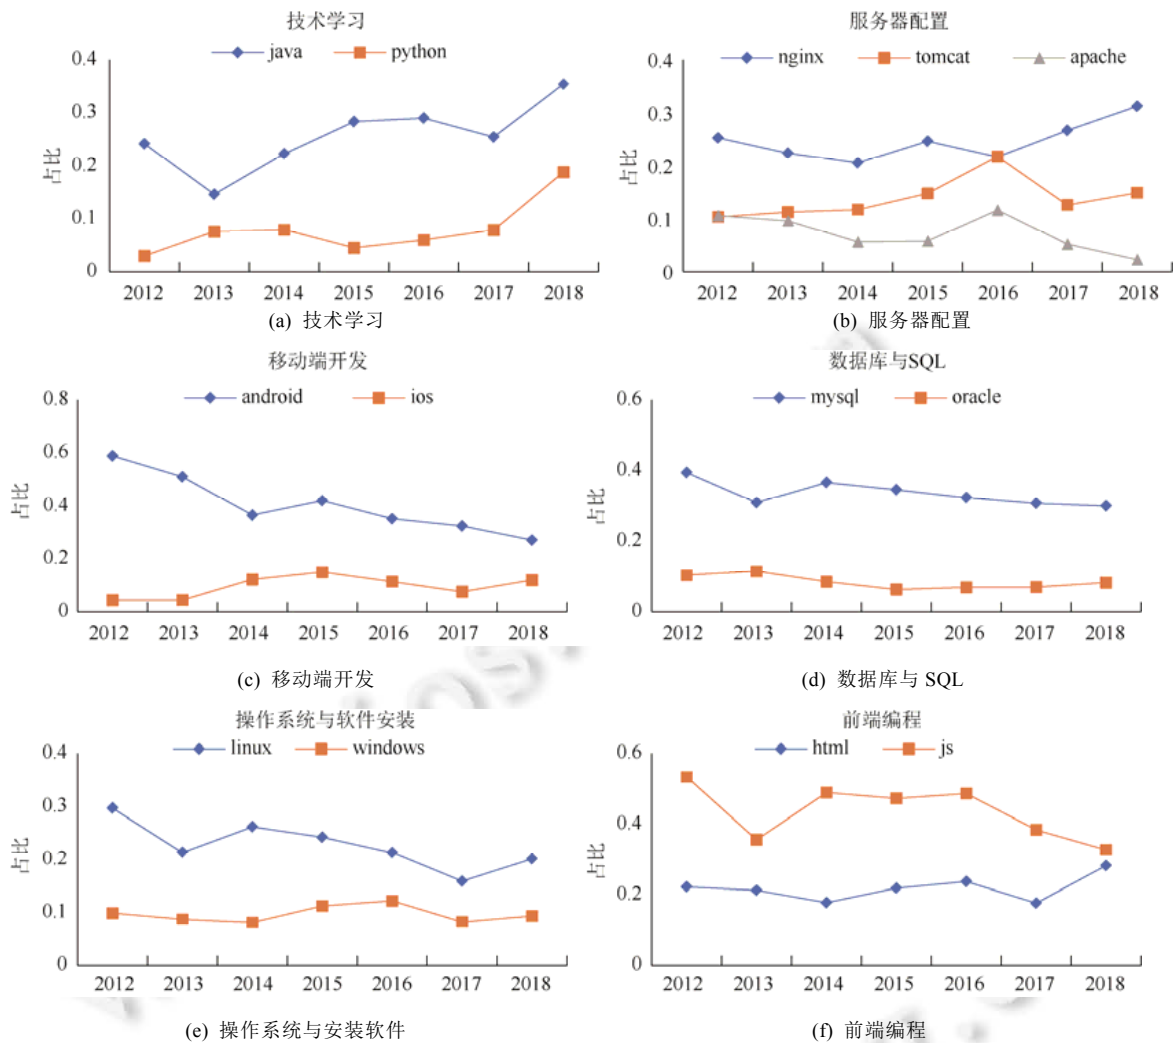 技术学习
java python
0.4
0.3
0.2
0.1
0
占比
2012 2013 2014 2015 2016 2017 2018
(a) 技术学习
服务器配置
nginx tomcat apache
0.4
0.3
0.2
0.1
0
占比
2012 2013 2014 2015 2016 2017 2018
(b) 服务器配置
移动端开发
android ios
0.8
0.6
0.4
0.2
0
占比
2012 2013 2014 2015 2016 2017 2018
(c) 移动端开发
数据库与SQL
mysql oracle
0.6
0.4
0.2
0
占比
2012 2013 2014 2015 2016 2017 2018
(d) 数据库与 SQL
操作系统与软件安装
linux windows
0.4
0.3
0.2
0.1
0
占比
2012 2013 2014 2015 2016 2017 2018
(e) 操作系统与安装软件
前端编程
html js
0.6
0.4
0.2
0
占比
2012 2013 2014 2015 2016 2017 2018
(f) 前端编程